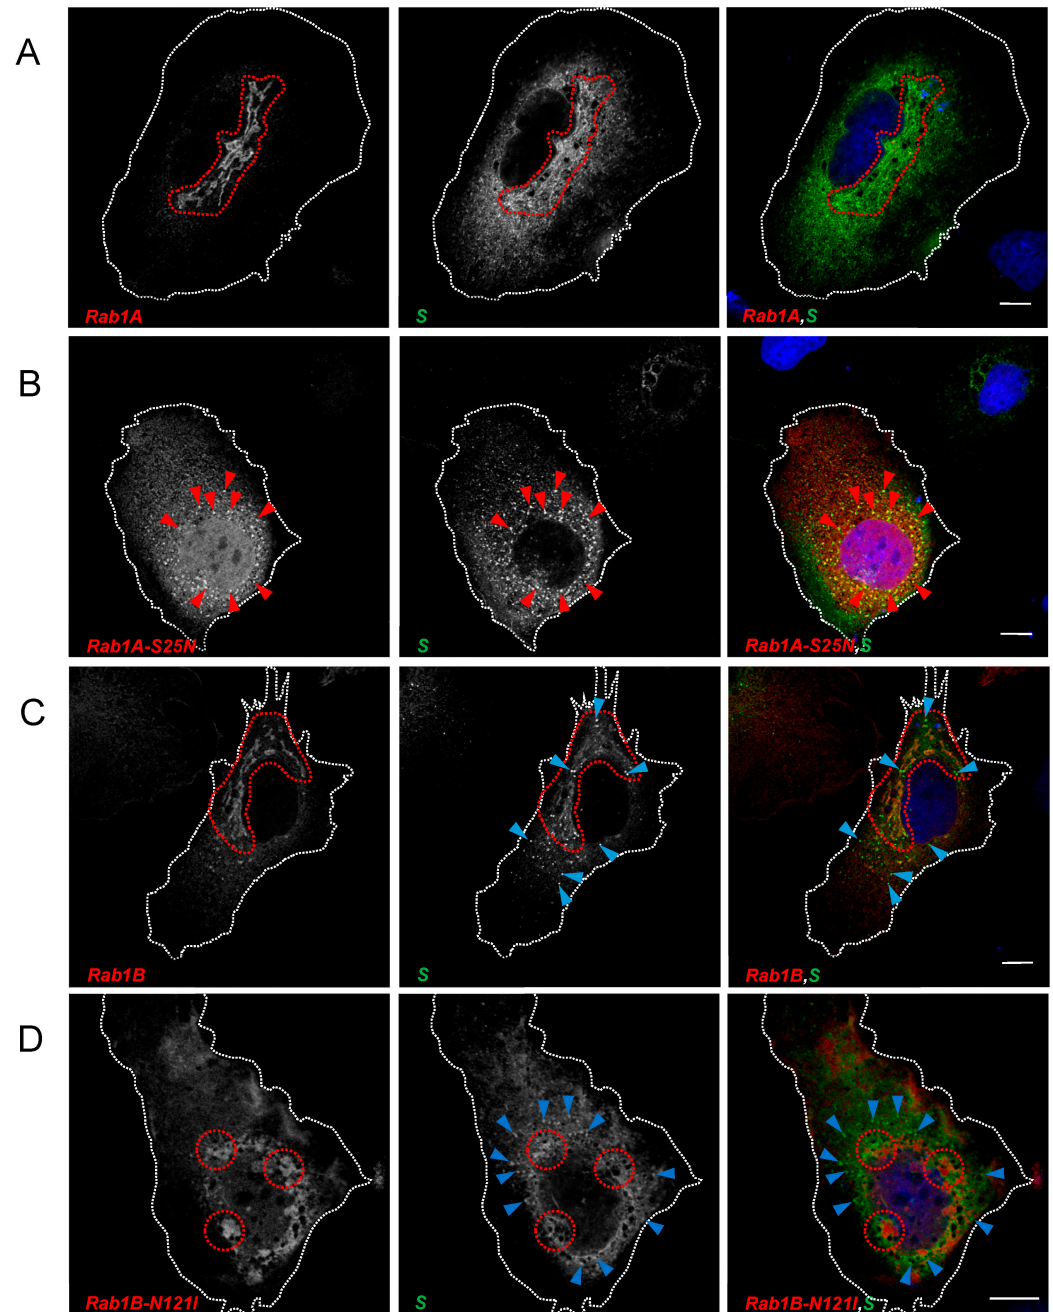 A
Rab1A
S
Rab1A,S
B
Rab1A-S25N
S
Rab1A-S25N,S
C
Rab1B
S
Rab1B,S
D
Rab1B-N121I
S
Rab1B-N121I,S